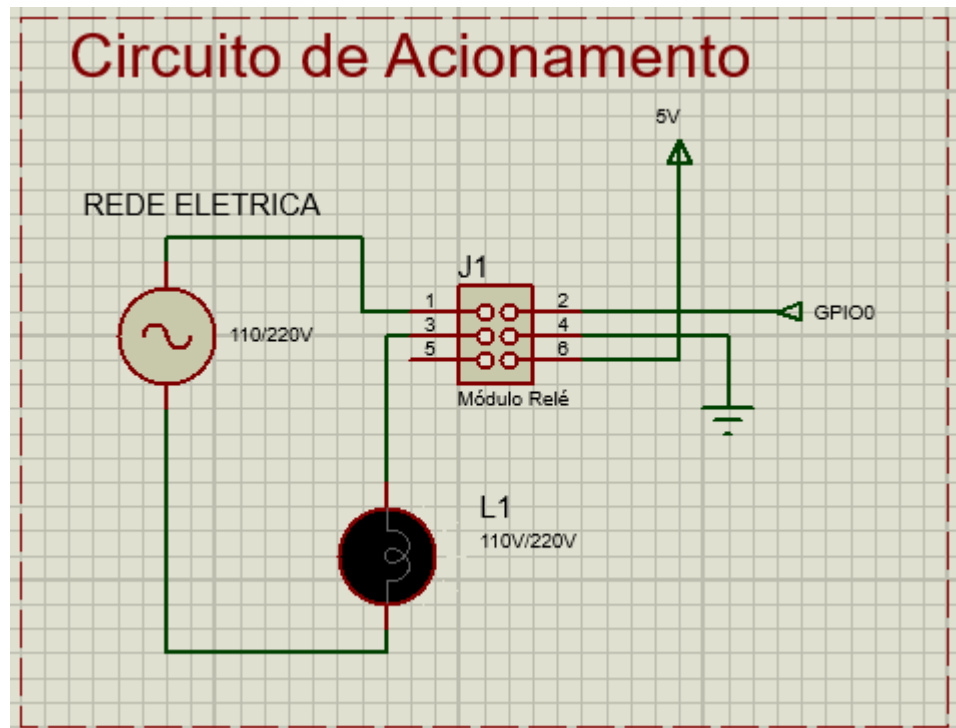 Circuito de Acionamento
5V
REDE ELETRICA
J1
1
2
GPIO0
3
4
110/220V
5
6
Módulo Relé
L1
110V/220V